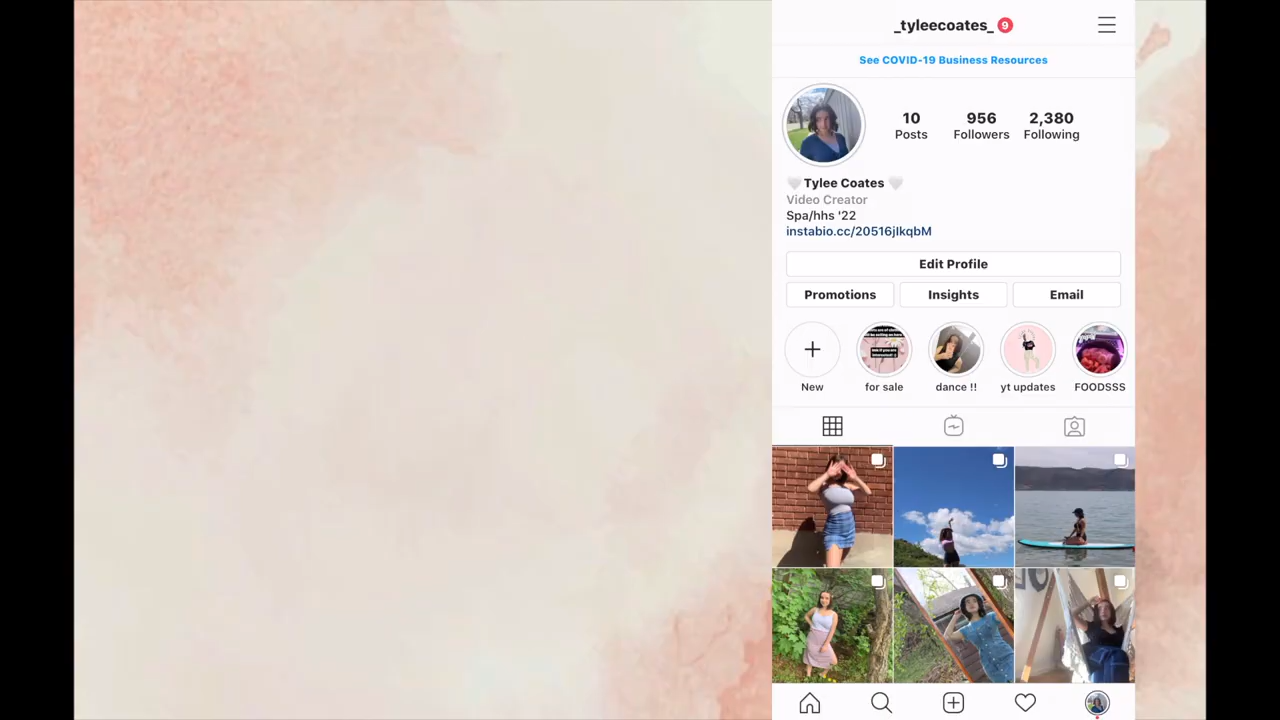 _tyleecoates_ 9
See COVID-19 Business Resources
10 956 2,380
Posts Followers Following
🤍Tylee Coates 🤍
Video Creator
Spa/hhs '22
instabio.cc/20516jIkqbM
Edit Profile
Promotions Insights Email
New for sale dance !! yt updates FOODSSS